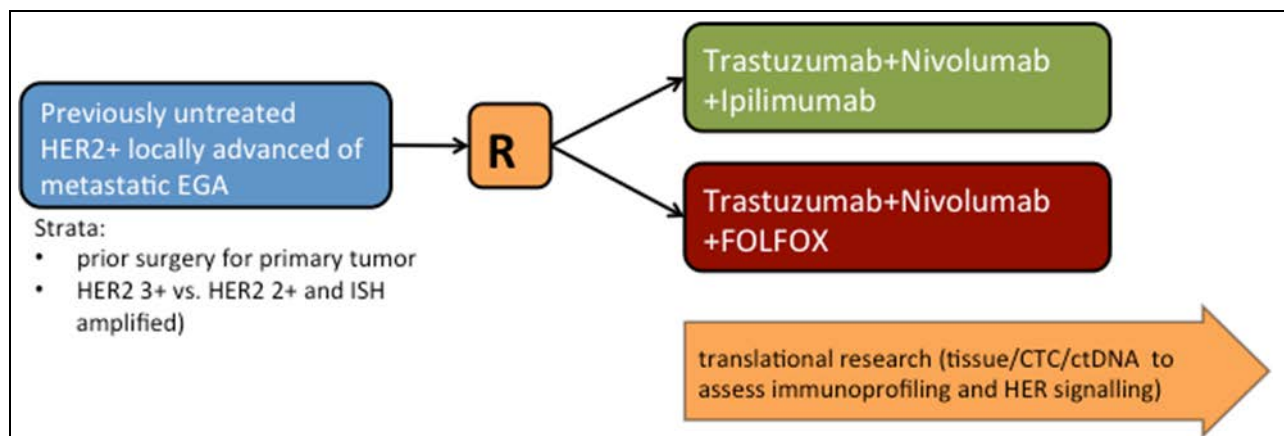 Previously untreated
HER2+ locally advanced of
metastatic EGA
Strata:
• prior surgery for primary tumor
• HER2 3+ vs. HER2 2+ and ISH
amplified)
R
Trastuzumab+Nivolumab
+Ipilimumab
Trastuzumab+Nivolumab
+FOLFOX
translational research (tissue/CTC/ctDNA to
assess immunoprofiling and HER signalling)